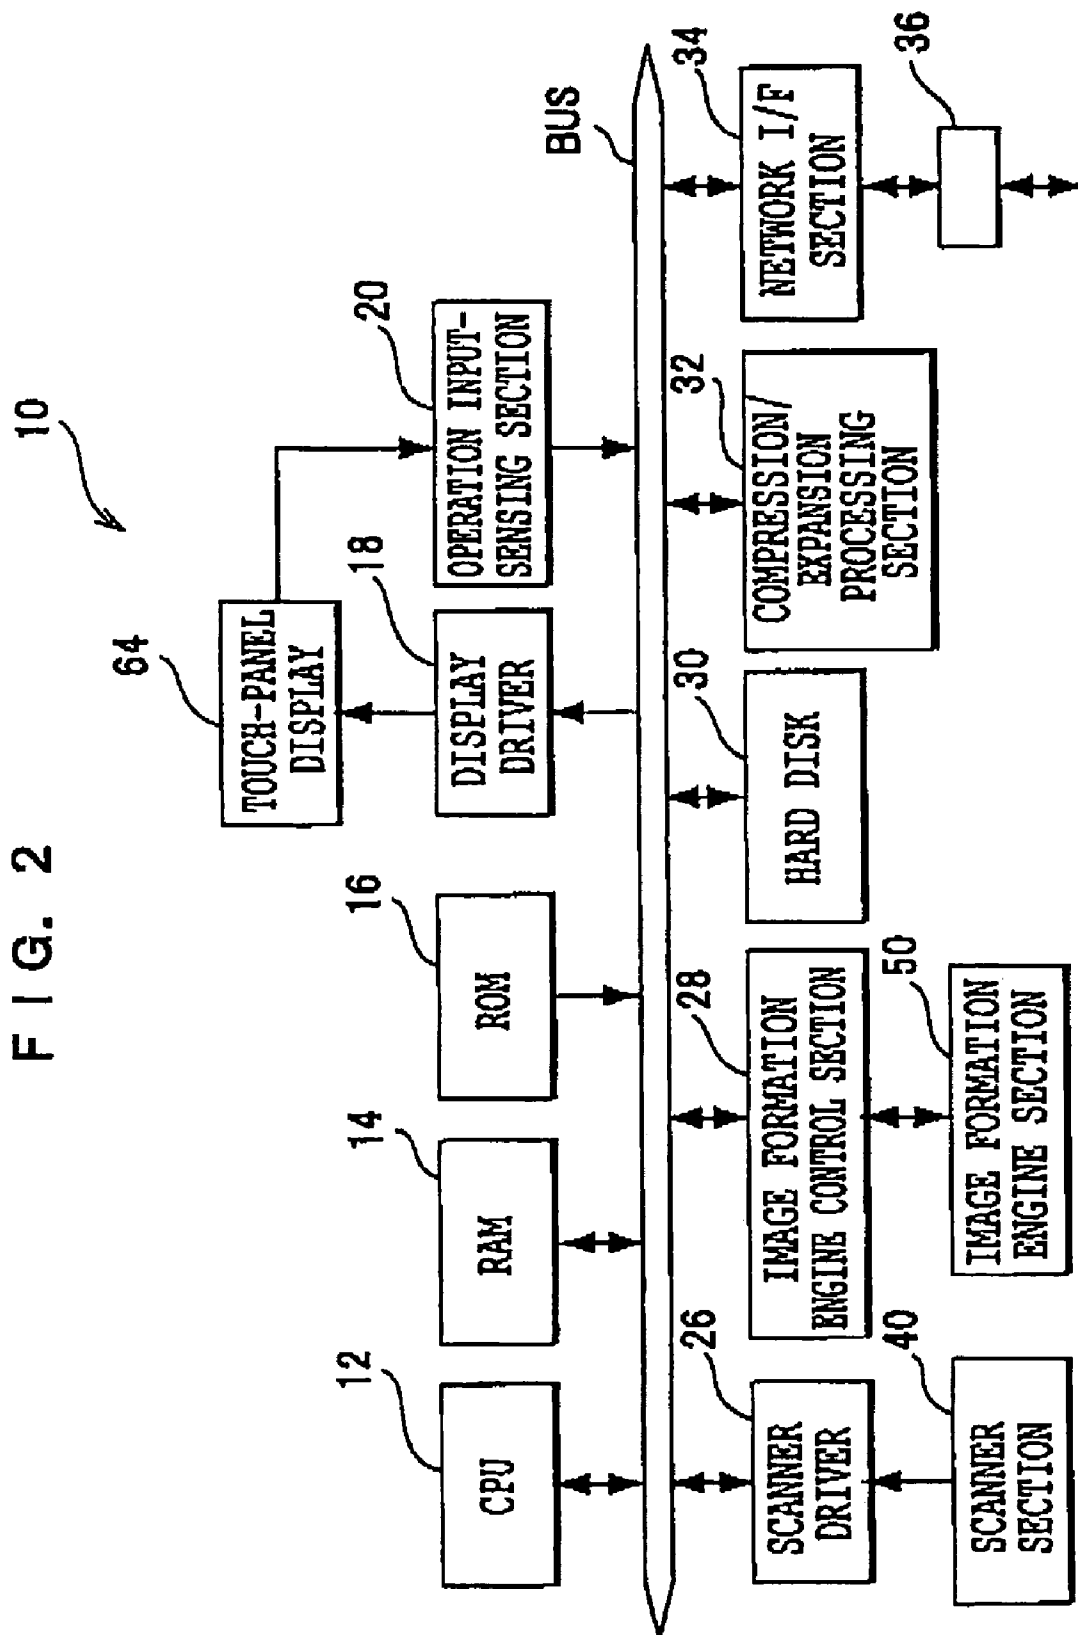 FIG. 2
10
64
TOUCH-PANEL
DISPLAY
12
CPU
14
RAM
16
ROM
18
DISPLAY
DRIVER
20
OPERATION INPUT-
SENSING SECTION
BUS
26
SCANNER
DRIVER
28
IMAGE FORMATION
ENGINE CONTROL SECTION
30
HARD DISK
32
COMPRESSION/
EXPANSION
PROCESSING
SECTION
34
NETWORK I/F
SECTION
40
SCANNER
SECTION
50
IMAGE FORMATION
ENGINE SECTION
36